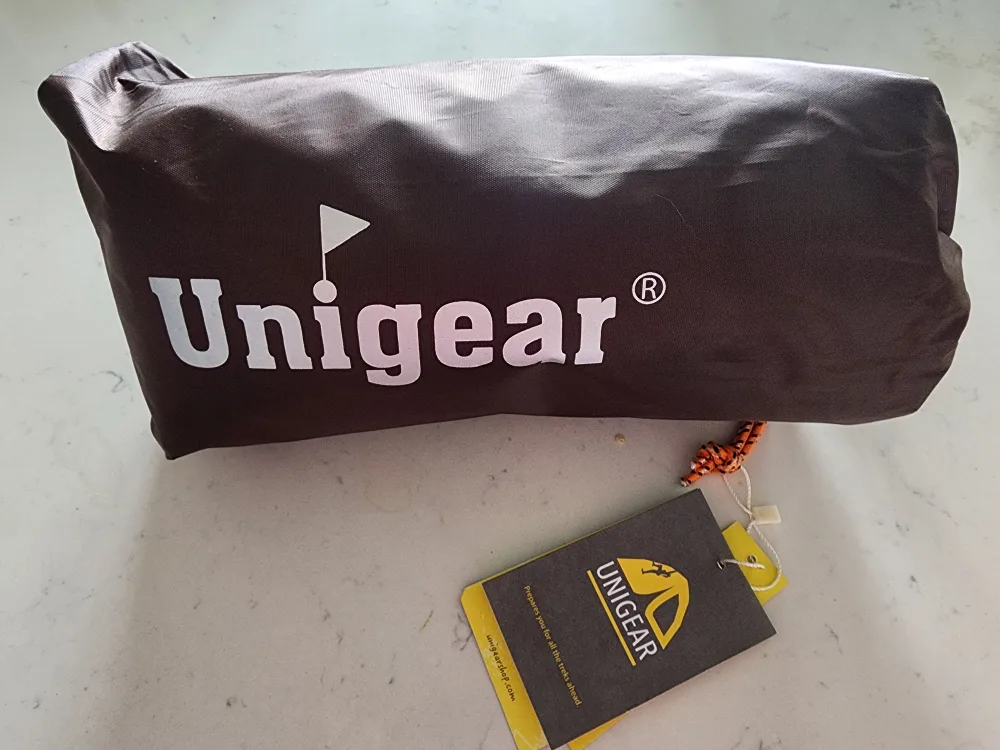 Unigear®
UNIGEAR
Prepares you for all the treks ahead.
unigearshop.com